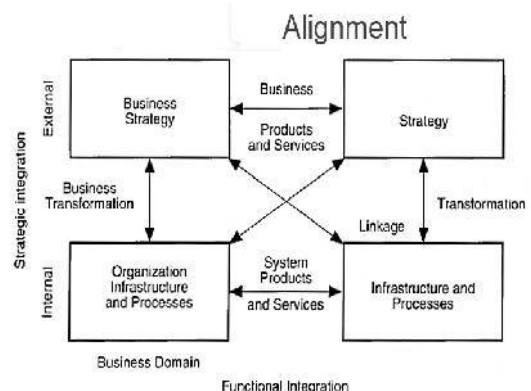 Alignment
External
Business
Strategy
Business
Products
and Services
Strategy
Strategic integration
Business
Transformation
Transformation
Linkage
Internal
Organization
Infrastructure
and Processes
System
Products
and Services
Infrastructure and
Processes
Business Domain
Functional Integration